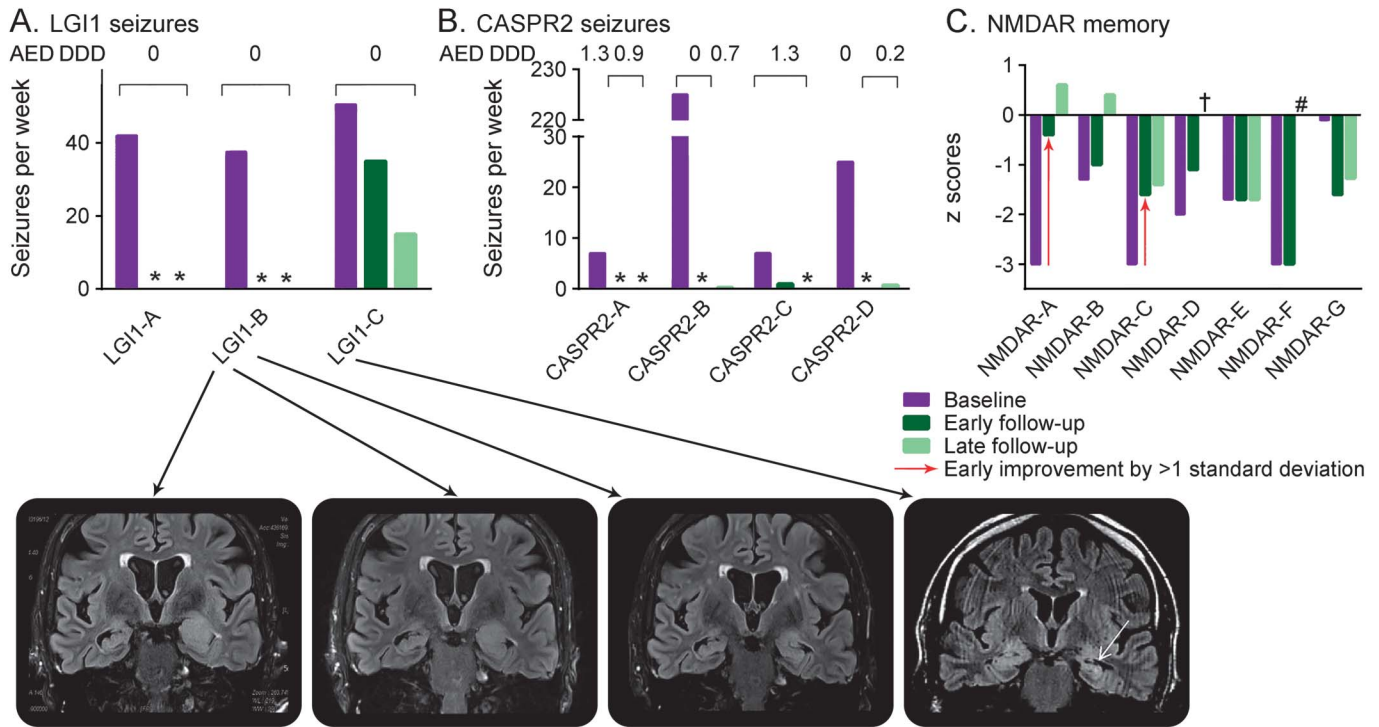 A. LGI1 seizures
AED DDD 0 0 0
Seizures per week
40
20
0
* * * *
LGI1-A LGI1-B LGI1-C
B. CASPR2 seizures
AED DDD 1.3 0.9 0 0.7 1.3 0 0.2
Seizures per week
230
220
30
20
10
0
* * * * *
CASPR2-A CASPR2-B CASPR2-C CASPR2-D
C. NMDAR memory
z scores
1
0
-1
-2
-3
† #
NMDAR-A NMDAR-B NMDAR-C NMDAR-D NMDAR-E NMDAR-F NMDAR-G
Baseline
Early follow-up
Late follow-up
Early improvement by >1 standard deviation